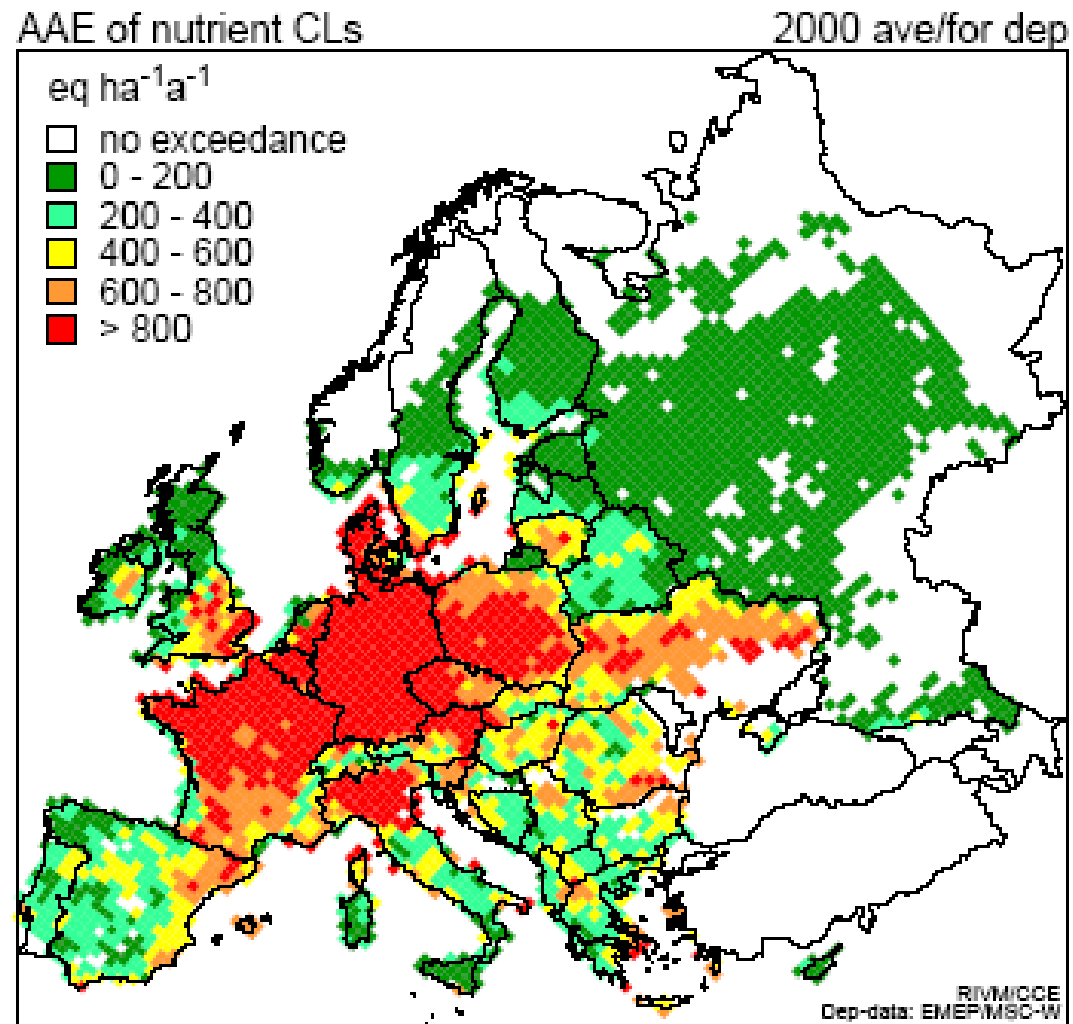 AAE of nutrient CLs 2000 ave/for dep
eq ha-1a-1
no exceedance
0 - 200
200 - 400
400 - 600
600 - 800
> 800
RIVM/CCE
Dep-data: EMEP/MSC-W